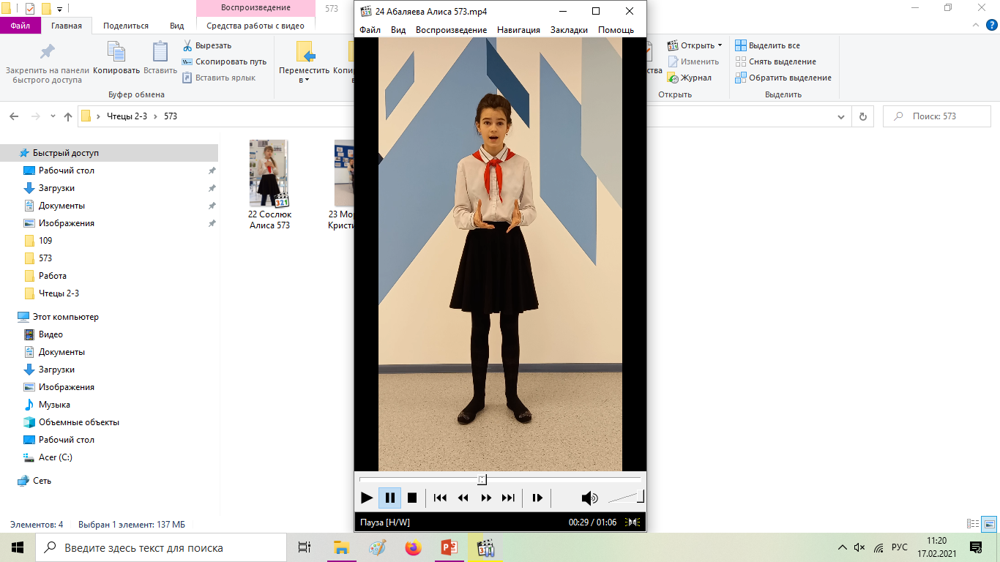 Воспроизведение
573
Файл
Главная
Поделиться
Вид
Средства работы с видео
Закрепить на панели
быстрого доступа
Копировать
Вставить
Вырезать
Скопировать путь
Вставить ярлык
Буфер обмена
Переместить
в
Открыть
Изменить
Журнал
Открыть
Выделить все
Снять выделение
Обратить выделение
Выделить
Чтецы 2-3
573
Поиск: 573
Быстрый доступ
Рабочий стол
Загрузки
Документы
Изображения
109
573
Работа
Чтецы 2-3
Этот компьютер
Видео
Документы
Загрузки
Изображения
Музыка
Объемные объекты
Рабочий стол
Acer (C:)
Сеть
22 Сослюк
Алиса 573
24 Абаляева Алиса 573.mp4
Файл Вид Воспроизведение Навигация Закладки Помощь
Пауза [H/W]
00:29 / 01:06
Элементов: 4 Выбран 1 элемент: 137 МБ
Введите здесь текст для поиска
РУС
11:20
17.02.2021